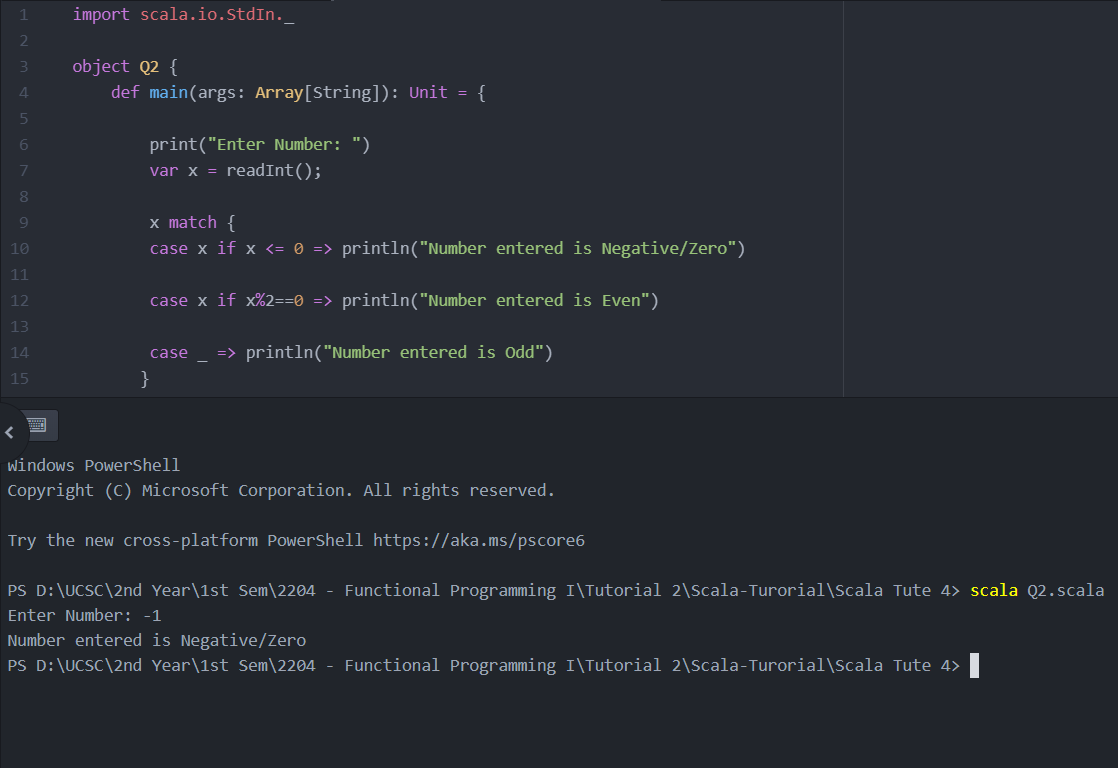 1 import scala.io.StdIn._
2
3 object Q2 {
4 def main(args: Array[String]): Unit = {
5
6 print("Enter Number: ")
7 var x = readInt();
8
9 x match {
10 case x if x <= 0 => println("Number entered is Negative/Zero")
11
12 case x if x%2==0 => println("Number entered is Even")
13
14 case _ => println("Number entered is Odd")
15 }
Windows PowerShell
Copyright (C) Microsoft Corporation. All rights reserved.
Try the new cross-platform PowerShell https://aka.ms/pscore6
PS D:\UCSC\2nd Year\1st Sem\2204 - Functional Programming I\Tutorial 2\Scala-Turorial\Scala Tute 4> scala Q2.scala
Enter Number: -1
Number entered is Negative/Zero
PS D:\UCSC\2nd Year\1st Sem\2204 - Functional Programming I\Tutorial 2\Scala-Turorial\Scala Tute 4>